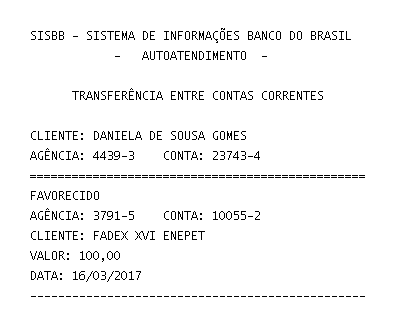 SISBB - SISTEMA DE INFORMAÇÕES BANCO DO BRASIL
- AUTOATENDIMENTO -
TRANSFERÊNCIA ENTRE CONTAS CORRENTES
CLIENTE: DANIELA DE SOUSA GOMES
AGÊNCIA: 4439-3 CONTA: 23743-4
================================================
FAVORECIDO
AGÊNCIA: 3791-5 CONTA: 10055-2
CLIENTE: FADEX XVI ENEPET
VALOR: 100,00
DATA: 16/03/2017
------------------------------------------------